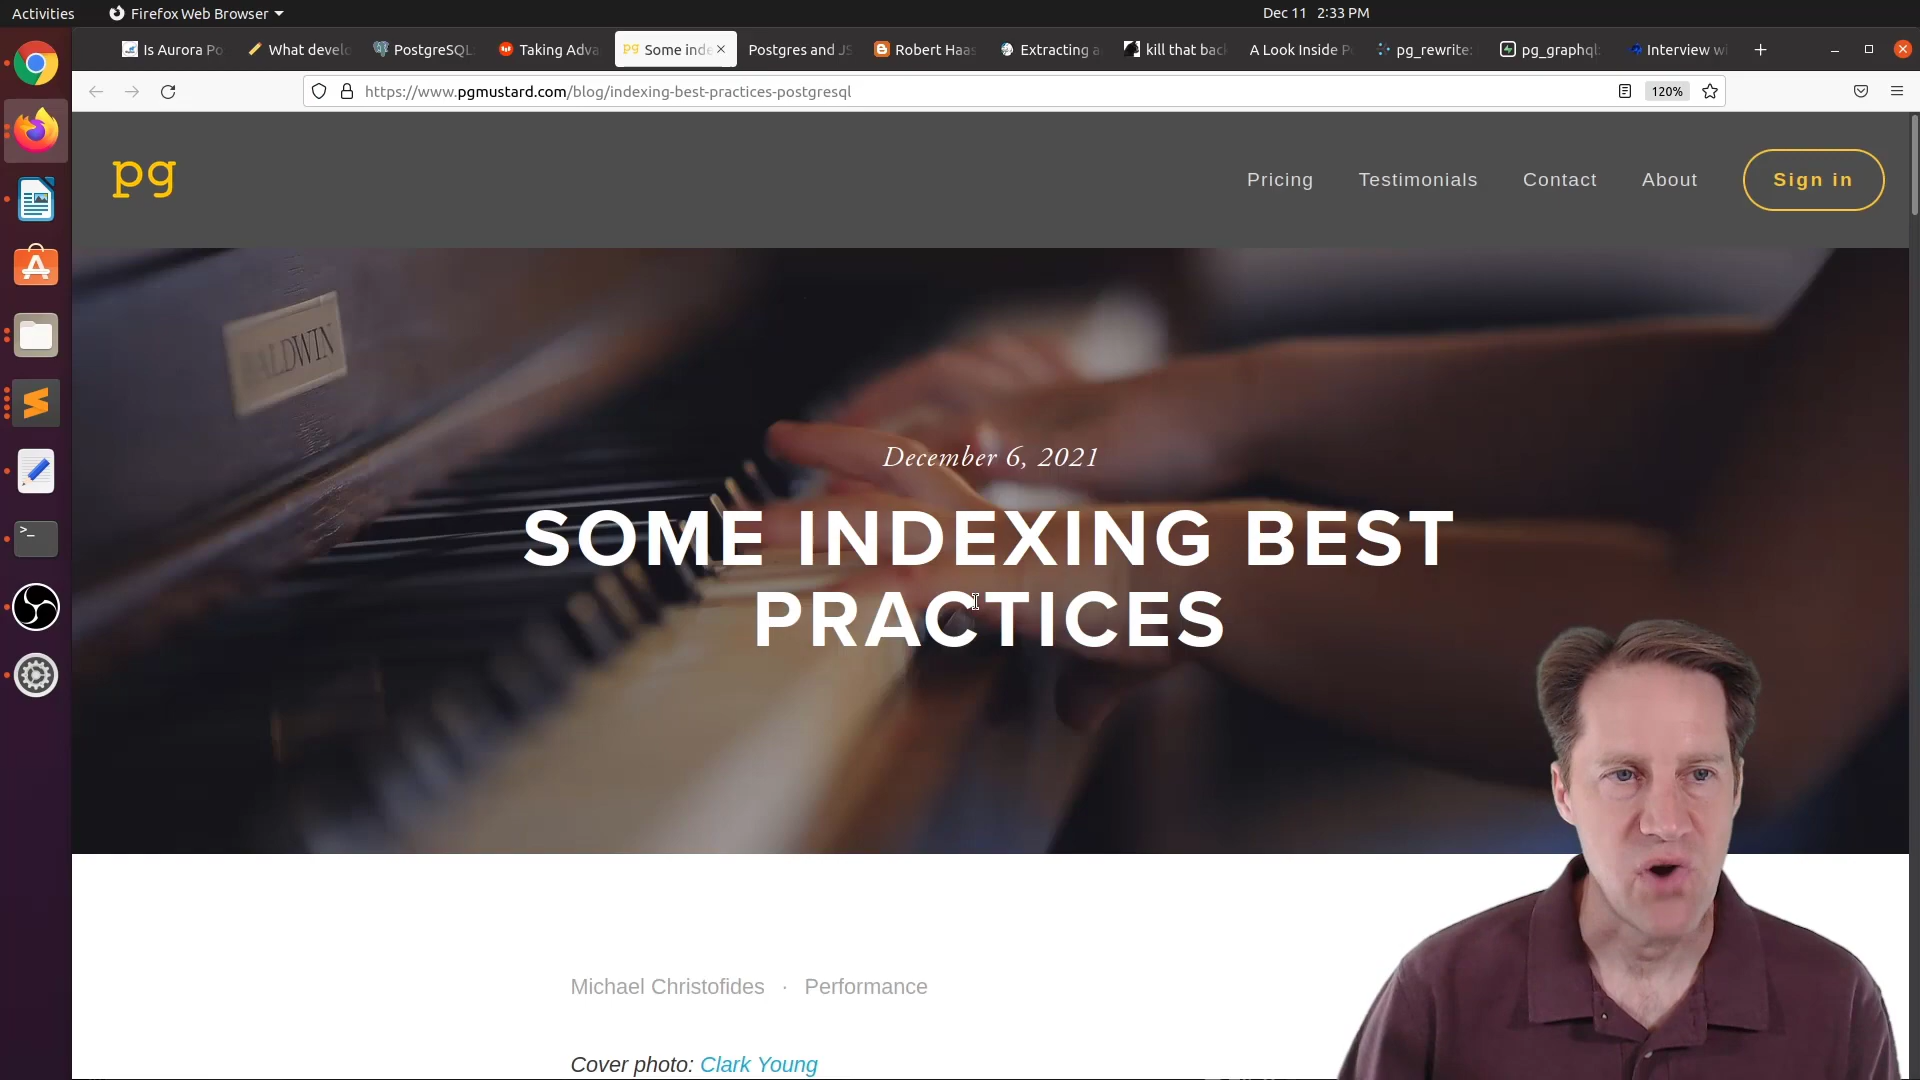 Activities
Firefox Web Browser
Dec 11 2:33 PM
Is Aurora Po
What develo
PostgreSQL
Taking Adva
pg Some inde
Postgres and JS
Robert Haas
Extracting a
kill that back
A Look Inside P
pg_rewrite:
pg_graphql:
Interview wi
https://www.pgmustard.com/blog/indexing-best-practices-postgresql
120%
pg
Pricing
Testimonials
Contact
About
Sign in
BALDWIN
December 6, 2021
SOME INDEXING BEST
PRACTICES
Michael Christofides · Performance
Cover photo: Clark Young